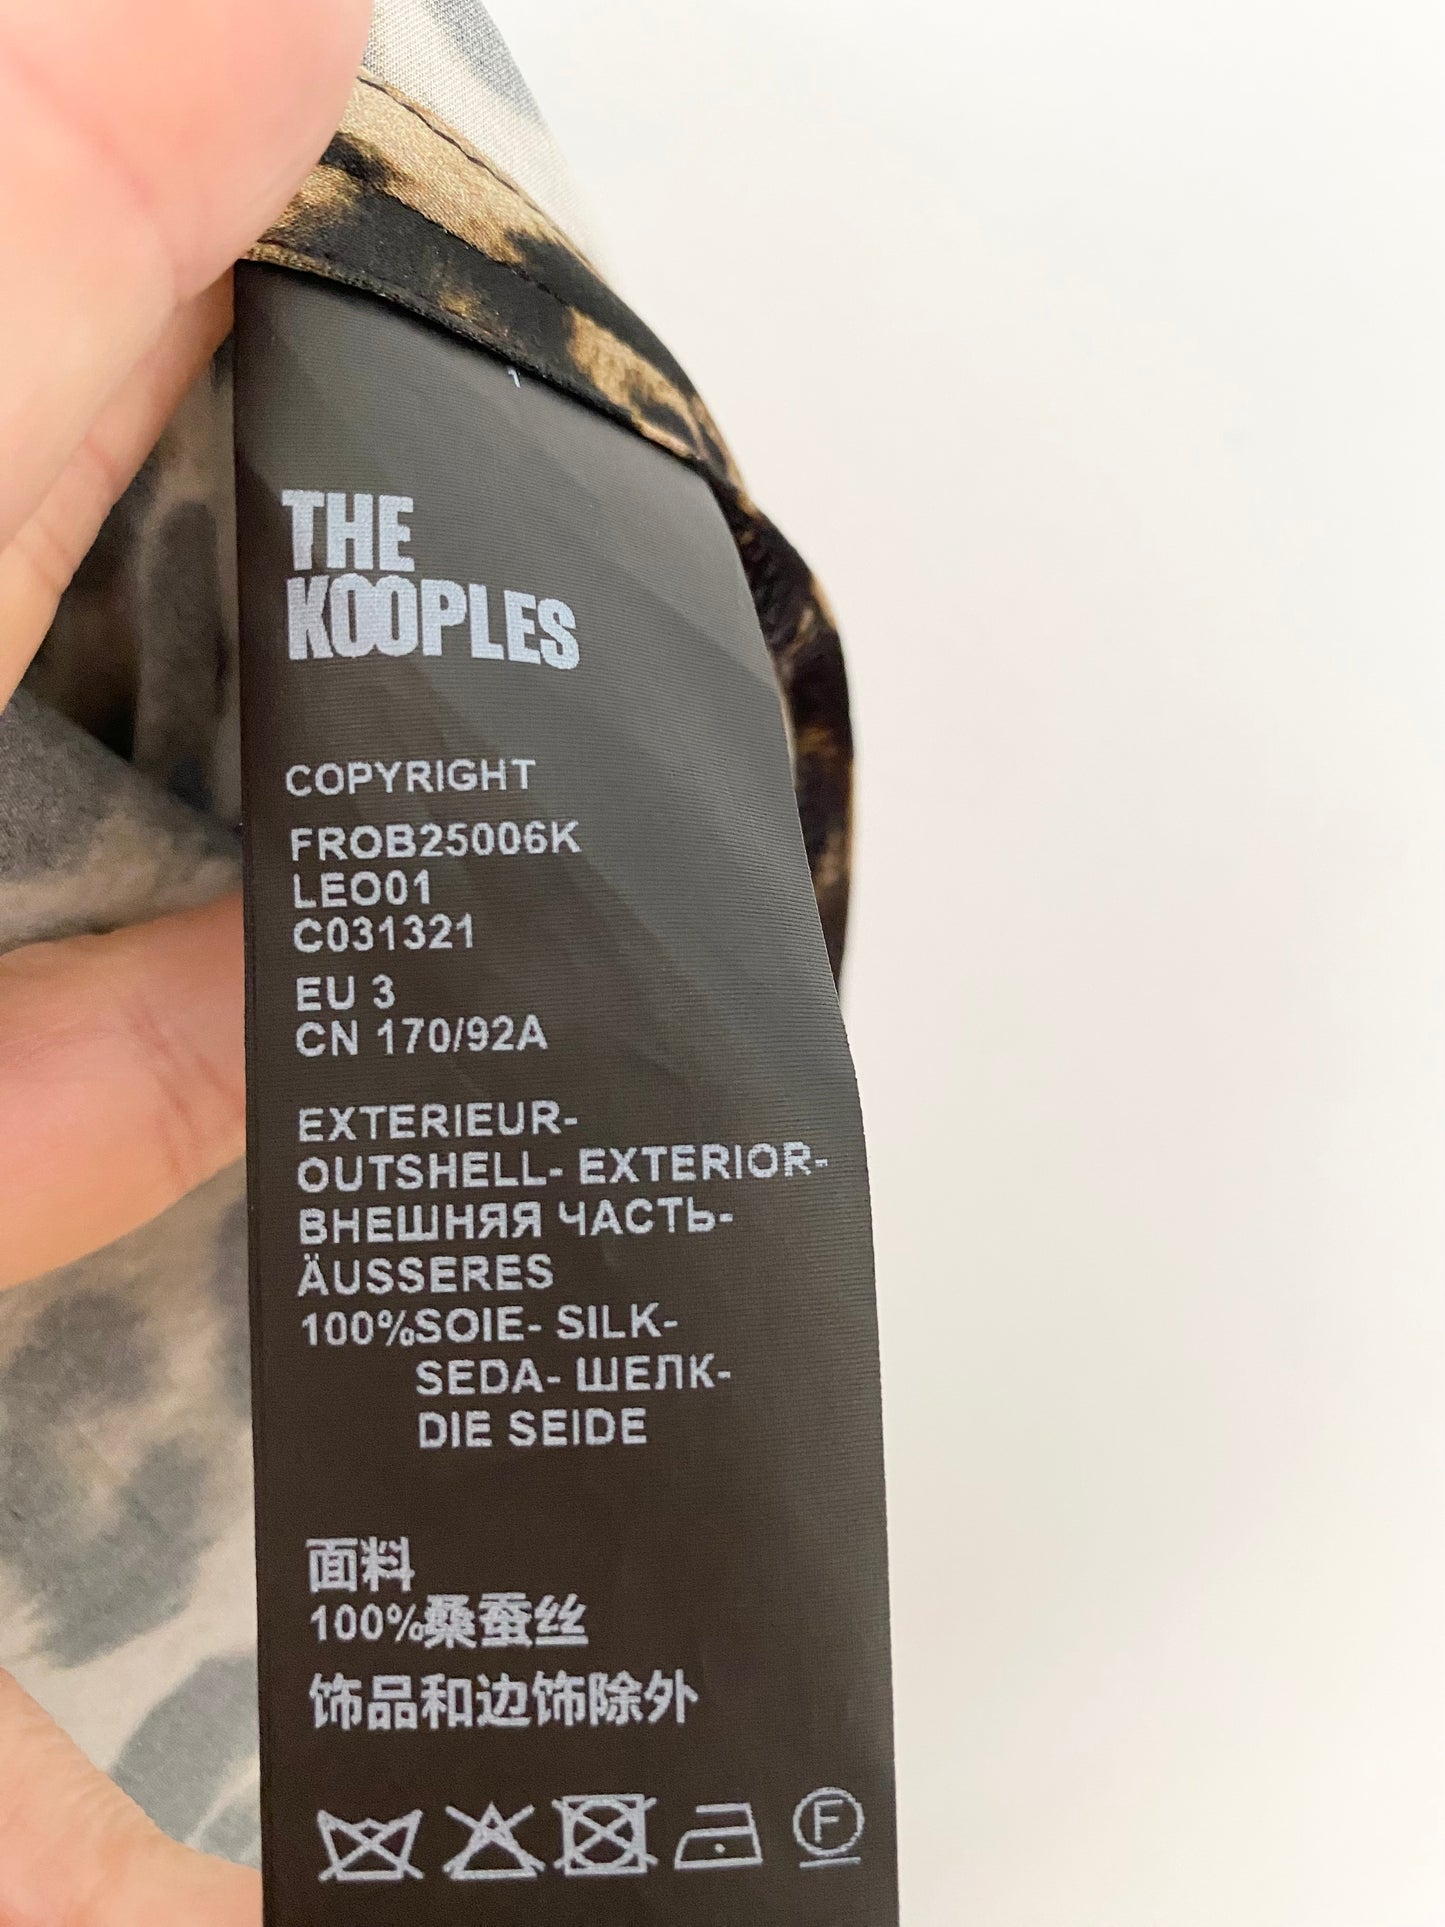 1
THE
KOOPLES
COPYRIGHT
FROB25006K
LEO01
C031321
EU 3
CN 170/92A
EXTERIEUR-
OUTSHELL- EXTERIOR-
ВНЕШНЯЯ ЧАСТЬ-
ÄUSSERES
100%SOIE- SILK-
SEDA- ШЕЛК-
DIE SEIDE
面料
100%桑蚕丝
饰品和边饰除外
F